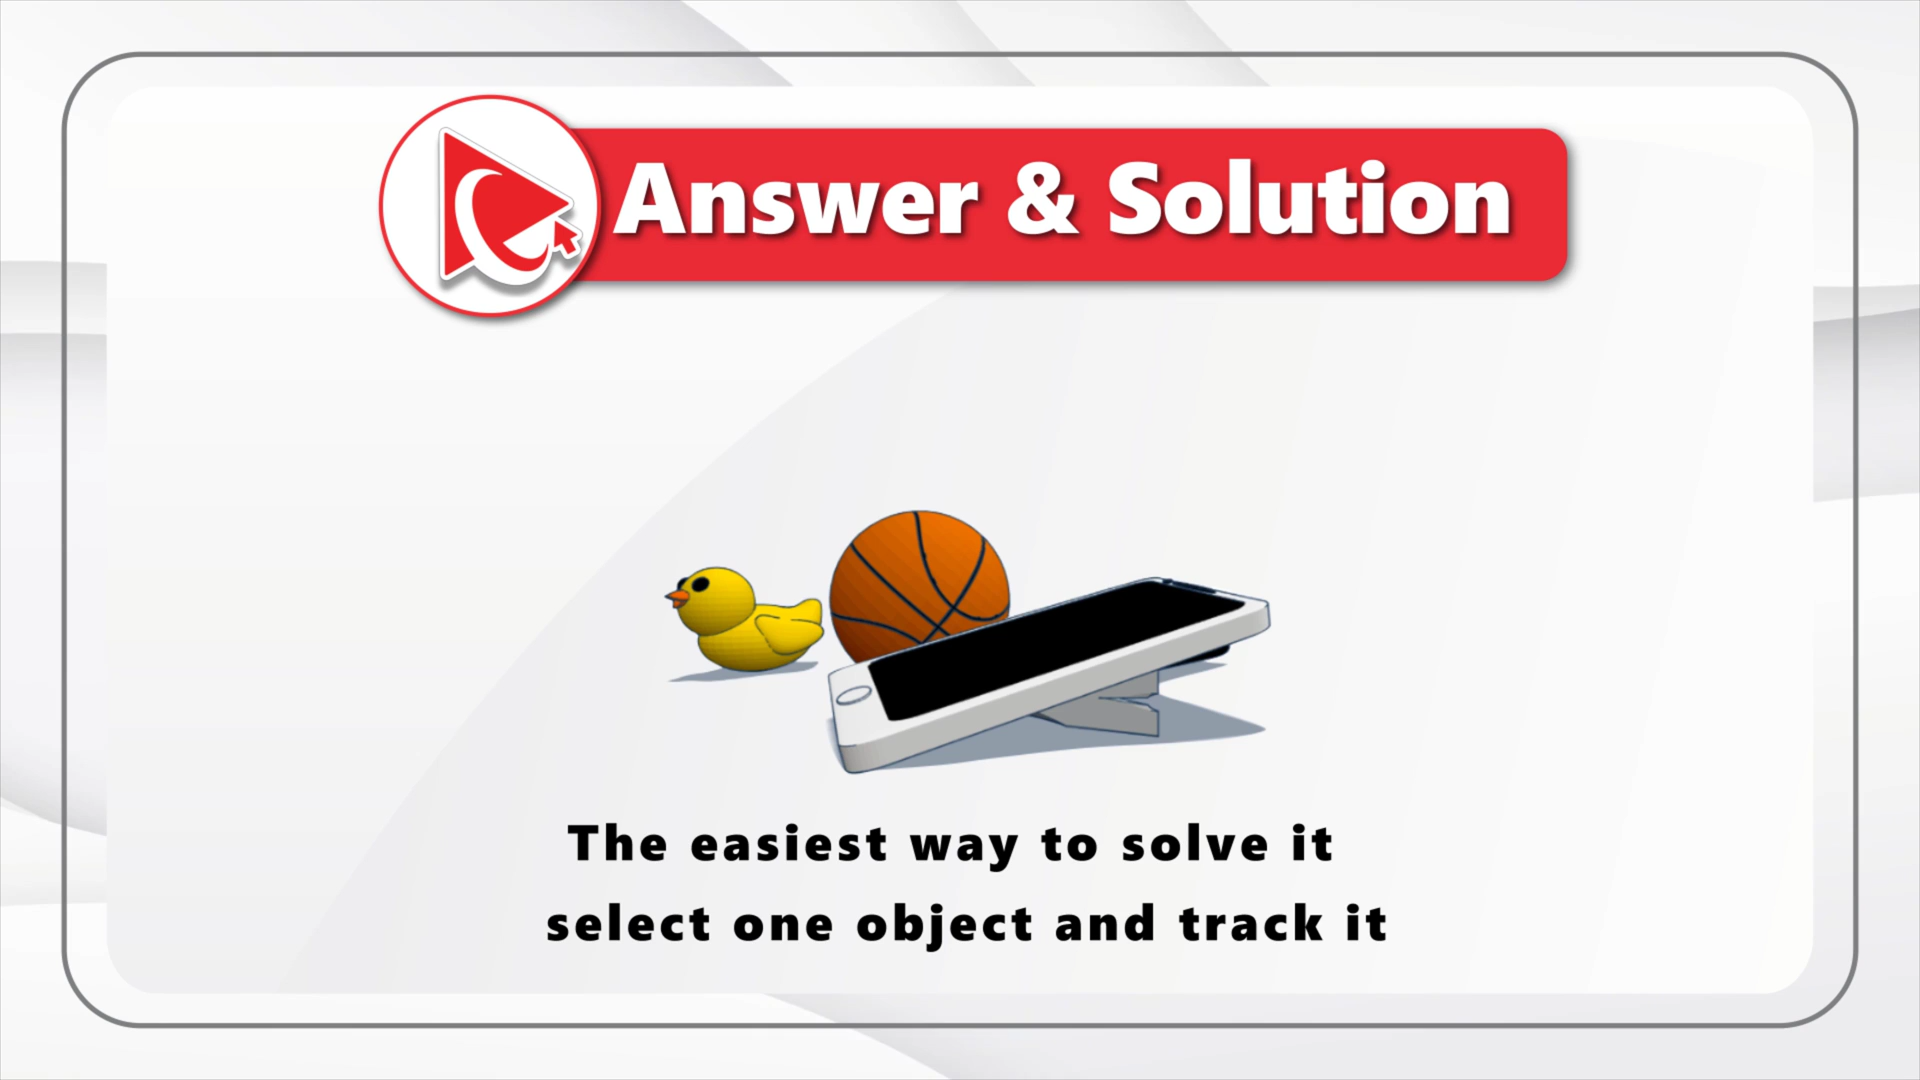 Answer & Solution
The easiest way to solve it
select one object and track it